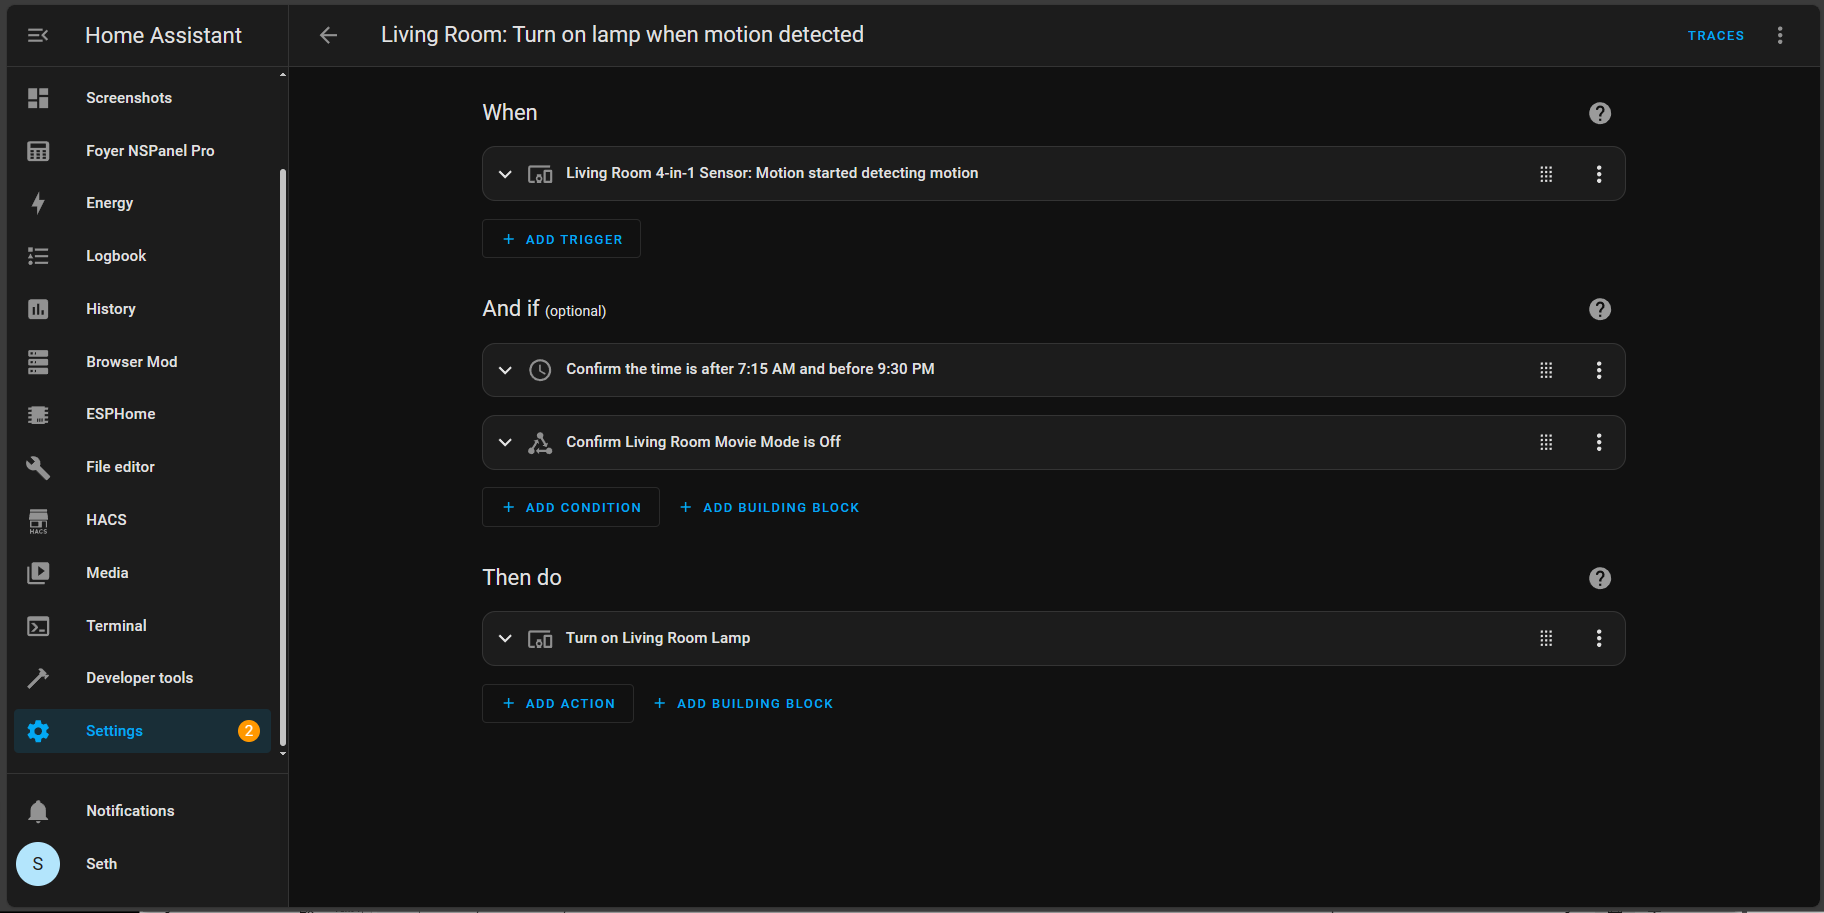 Home Assistant
Living Room: Turn on lamp when motion detected
TRACES
Screenshots
Foyer NSPanel Pro
Energy
Logbook
History
Browser Mod
ESPHome
File editor
HACS
HACS
Media
Terminal
Developer tools
Settings
2
Notifications
S
Seth
When
?
Living Room 4-in-1 Sensor: Motion started detecting motion
+ ADD TRIGGER
And if (optional)
?
Confirm the time is after 7:15 AM and before 9:30 PM
Confirm Living Room Movie Mode is Off
+ ADD CONDITION
+ ADD BUILDING BLOCK
Then do
?
Turn on Living Room Lamp
+ ADD ACTION
+ ADD BUILDING BLOCK